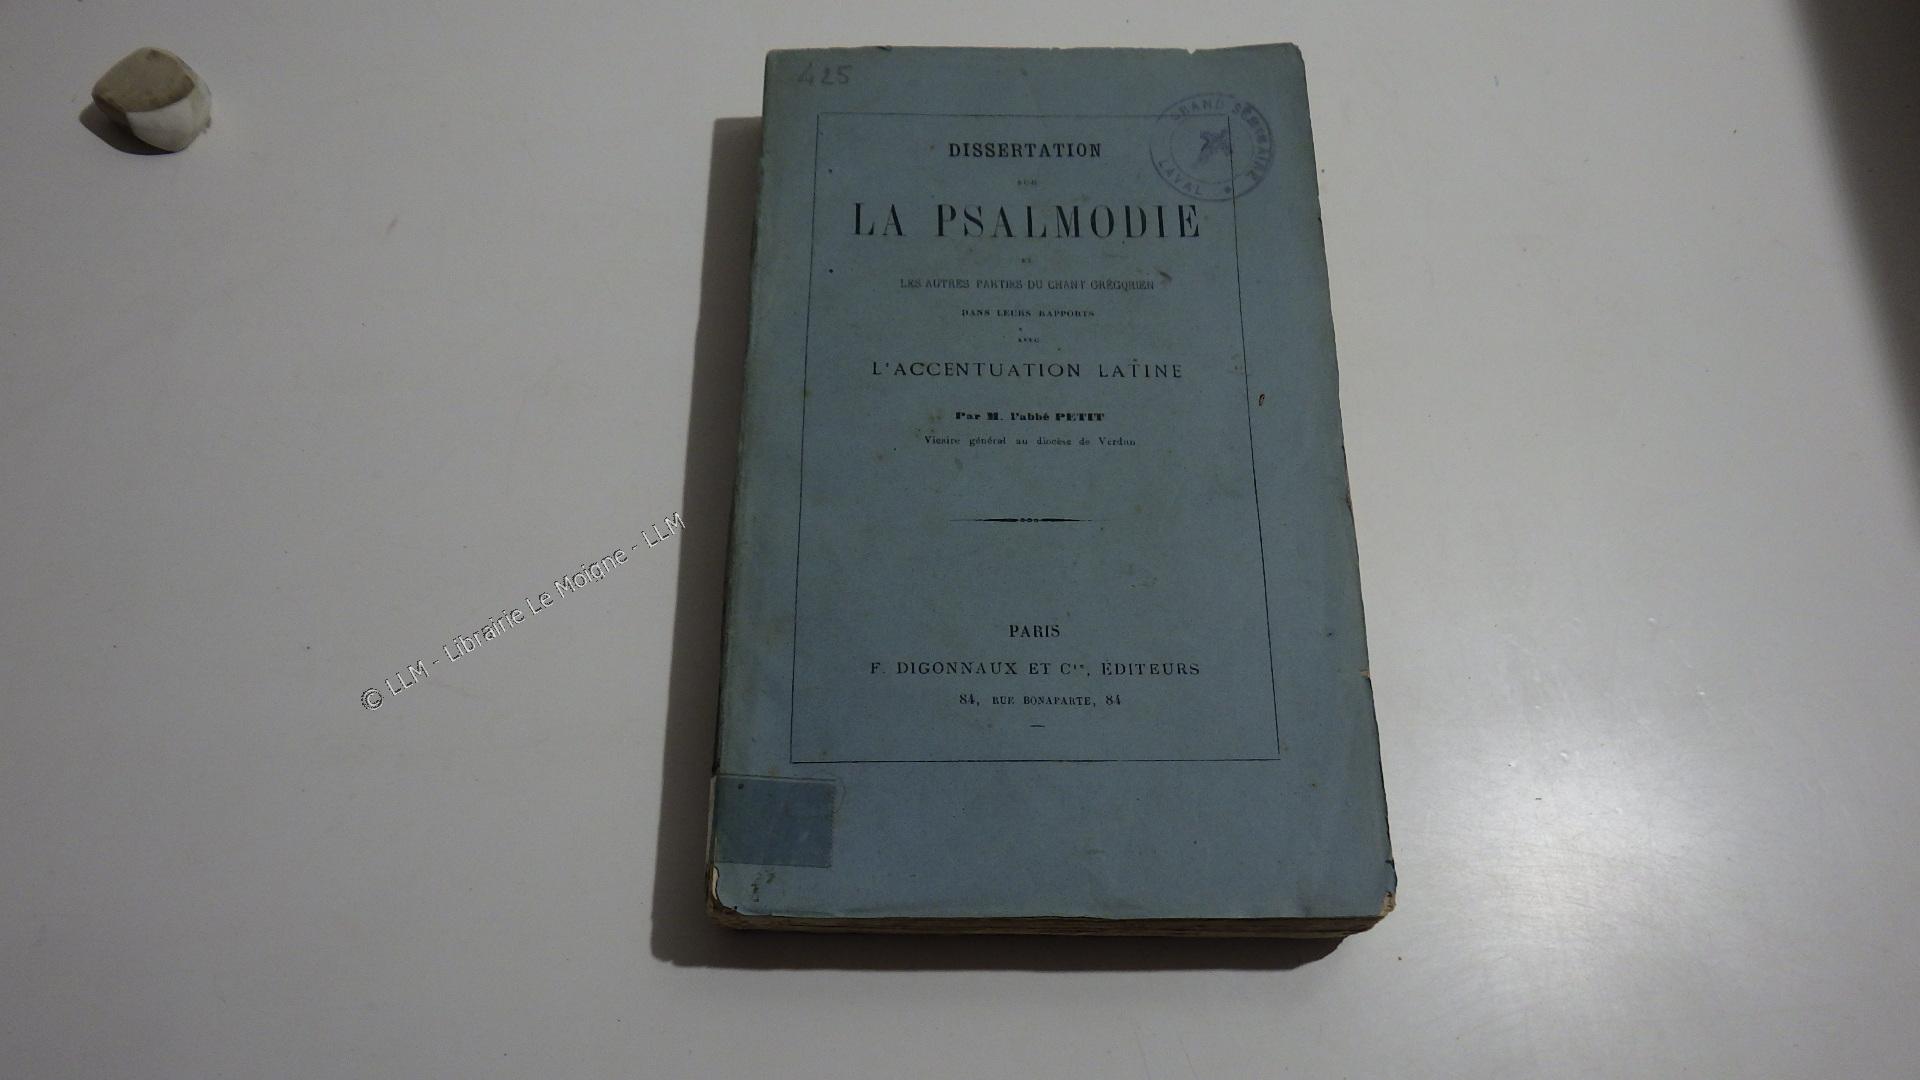 425
GRAND SÉMINAIRE
LAVAL
DISSERTATION
SUR
LA PSALMODIE
ET
LES AUTRES PARTIES DU CHANT GRÉGORIEN
DANS LEURS RAPPORTS
AVEC
L'ACCENTUATION LATINE
Par M. l'abbé PETIT
Vicaire général au diocèse de Verdun
PARIS
F. DIGONNAUX ET Cie, ÉDITEURS
84, RUE BONAPARTE, 84
© LLM - Librairie Le Moigne - LLM